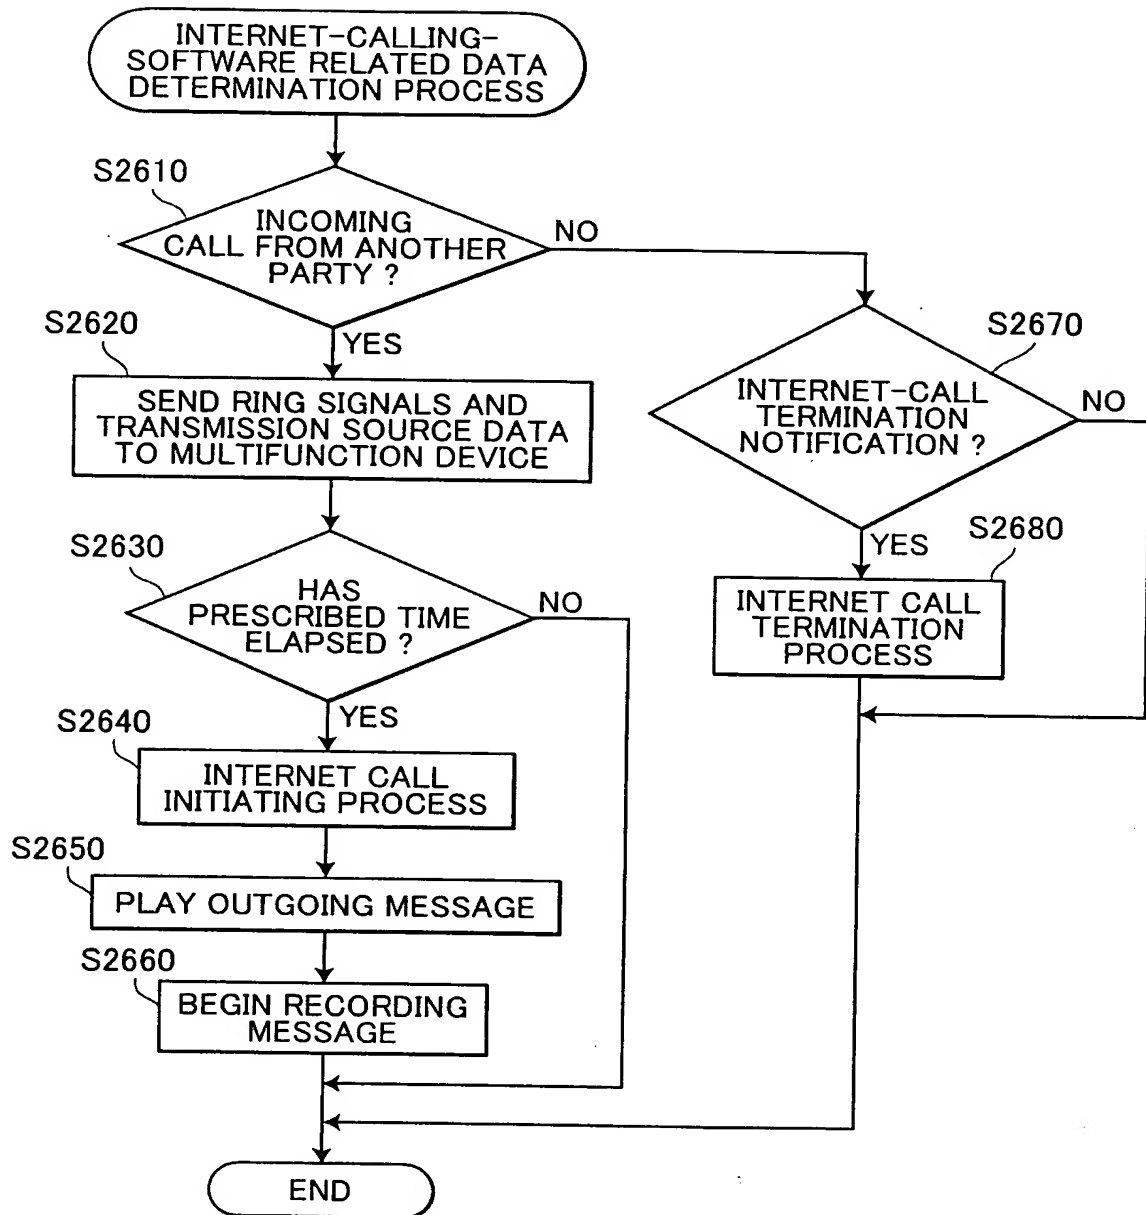 INTERNET-CALLING-
SOFTWARE RELATED DATA
DETERMINATION PROCESS
S2610
INCOMING
CALL FROM ANOTHER
PARTY ?
NO
YES
S2620
SEND RING SIGNALS AND
TRANSMISSION SOURCE DATA
TO MULTIFUNCTION DEVICE
S2670
INTERNET-CALL
TERMINATION
NOTIFICATION ?
NO
YES
S2680
INTERNET CALL
TERMINATION
PROCESS
S2630
HAS
PRESCRIBED TIME
ELAPSED ?
NO
YES
S2640
INTERNET CALL
INITIATING PROCESS
S2650
PLAY OUTGOING MESSAGE
S2660
BEGIN RECORDING
MESSAGE
END